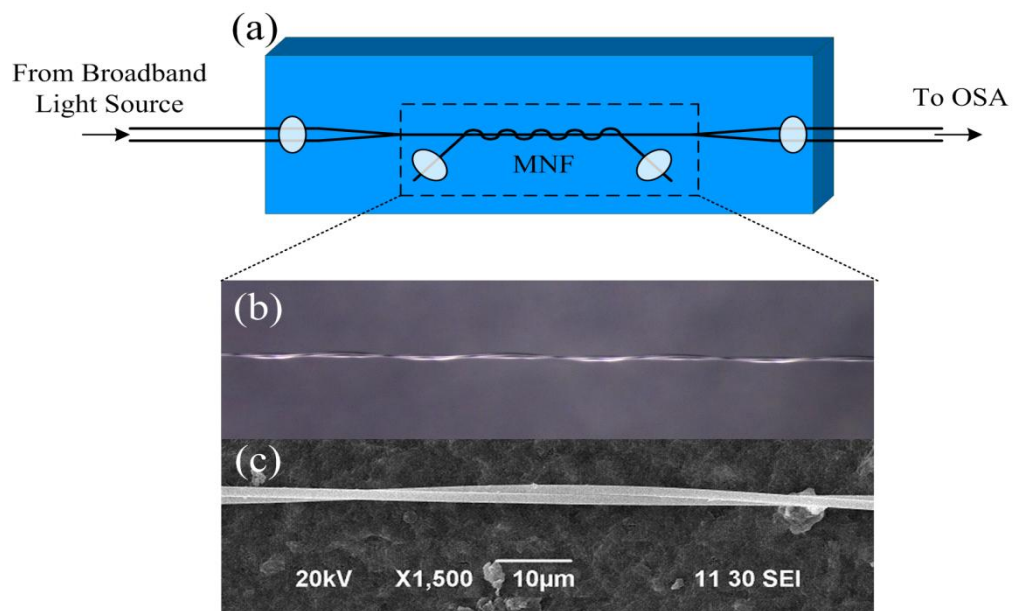 (a)
From Broadband
Light Source
To OSA
MNF
(b)
(c)
20kV X1,500 10μm 11 30 SEI